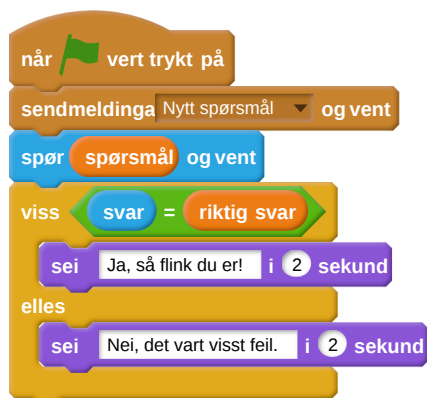 når vert trykt på
sendmeldinga Nytt spørsmål og vent
spør spørsmål og vent
viss svar = riktig svar
sei Ja, så flink du er! i 2 sekund
elles
sei Nei, det vart visst feil. i 2 sekund